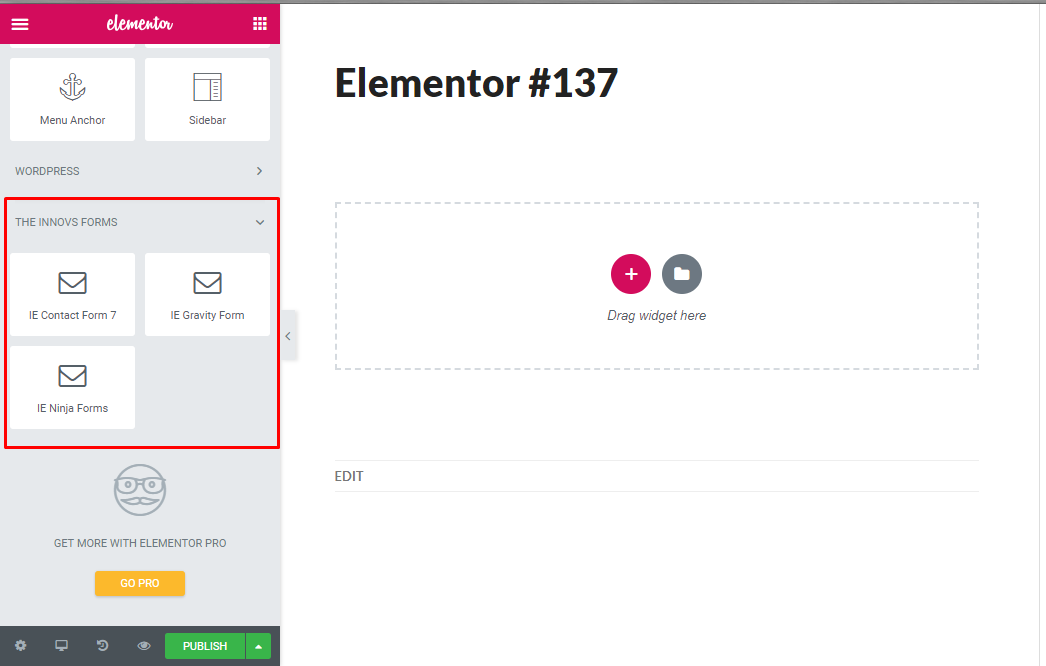 elementor
Menu Anchor
Sidebar
WORDPRESS
THE INNOVS FORMS
IE Contact Form 7
IE Gravity Form
IE Ninja Forms
GET MORE WITH ELEMENTOR PRO
GO PRO
PUBLISH
Elementor #137
Drag widget here
EDIT